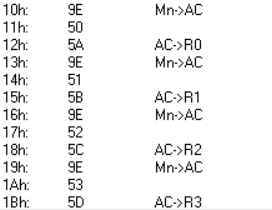 10h: 9E Mn->AC
11h: 50
12h: 5A AC->R0
13h: 9E Mn->AC
14h: 51
15h: 5B AC->R1
16h: 9E Mn->AC
17h: 52
18h: 5C AC->R2
19h: 9E Mn->AC
1Ah: 53
1Bh: 5D AC->R3